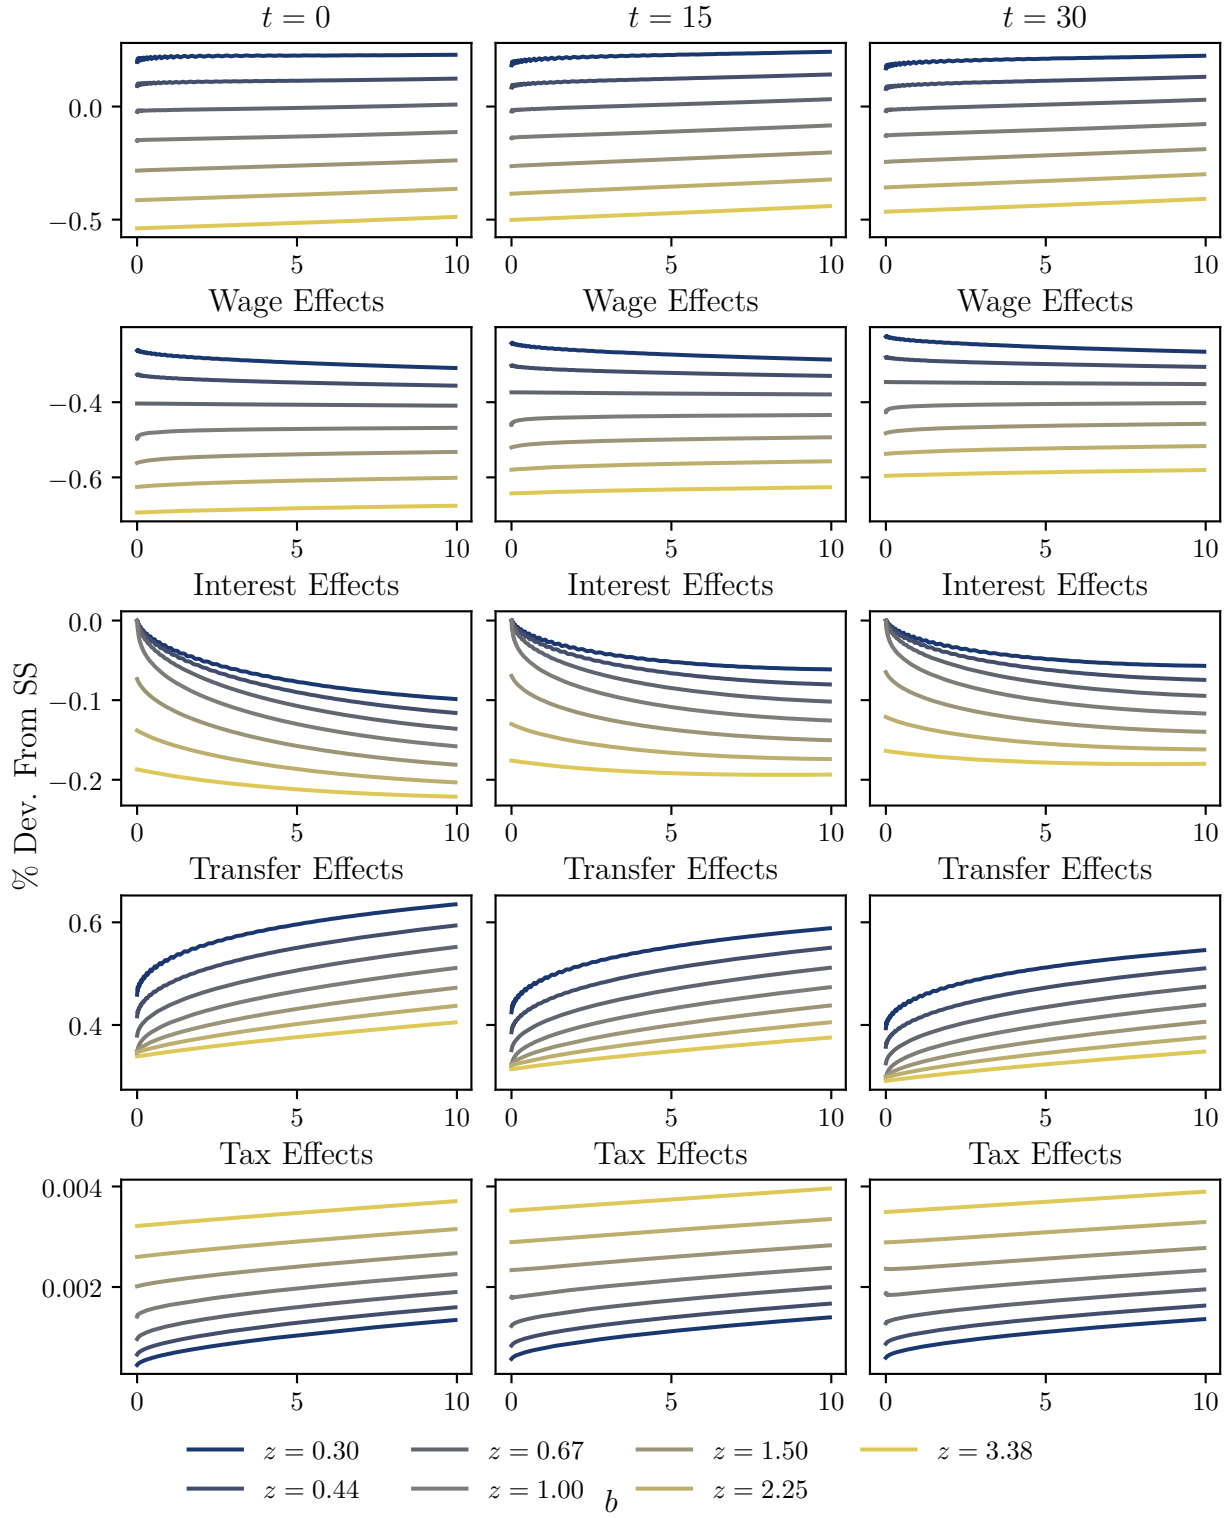 t = 0 t = 15 t = 30
0.0
−0.5
0 5 10 0 5 10 0 5 10
Wage Effects Wage Effects Wage Effects
−0.4
−0.6
0 5 10 0 5 10 0 5 10
Interest Effects Interest Effects Interest Effects
0.0
−0.1
−0.2
0 5 10 0 5 10 0 5 10
% Dev. From SS
Transfer Effects Transfer Effects Transfer Effects
0.6
0.4
0 5 10 0 5 10 0 5 10
Tax Effects Tax Effects Tax Effects
0.004
0.002
0 5 10 0 5 10 0 5 10
z = 0.30 z = 0.67 z = 1.50 z = 3.38
z = 0.44 z = 1.00 z = 2.25
b